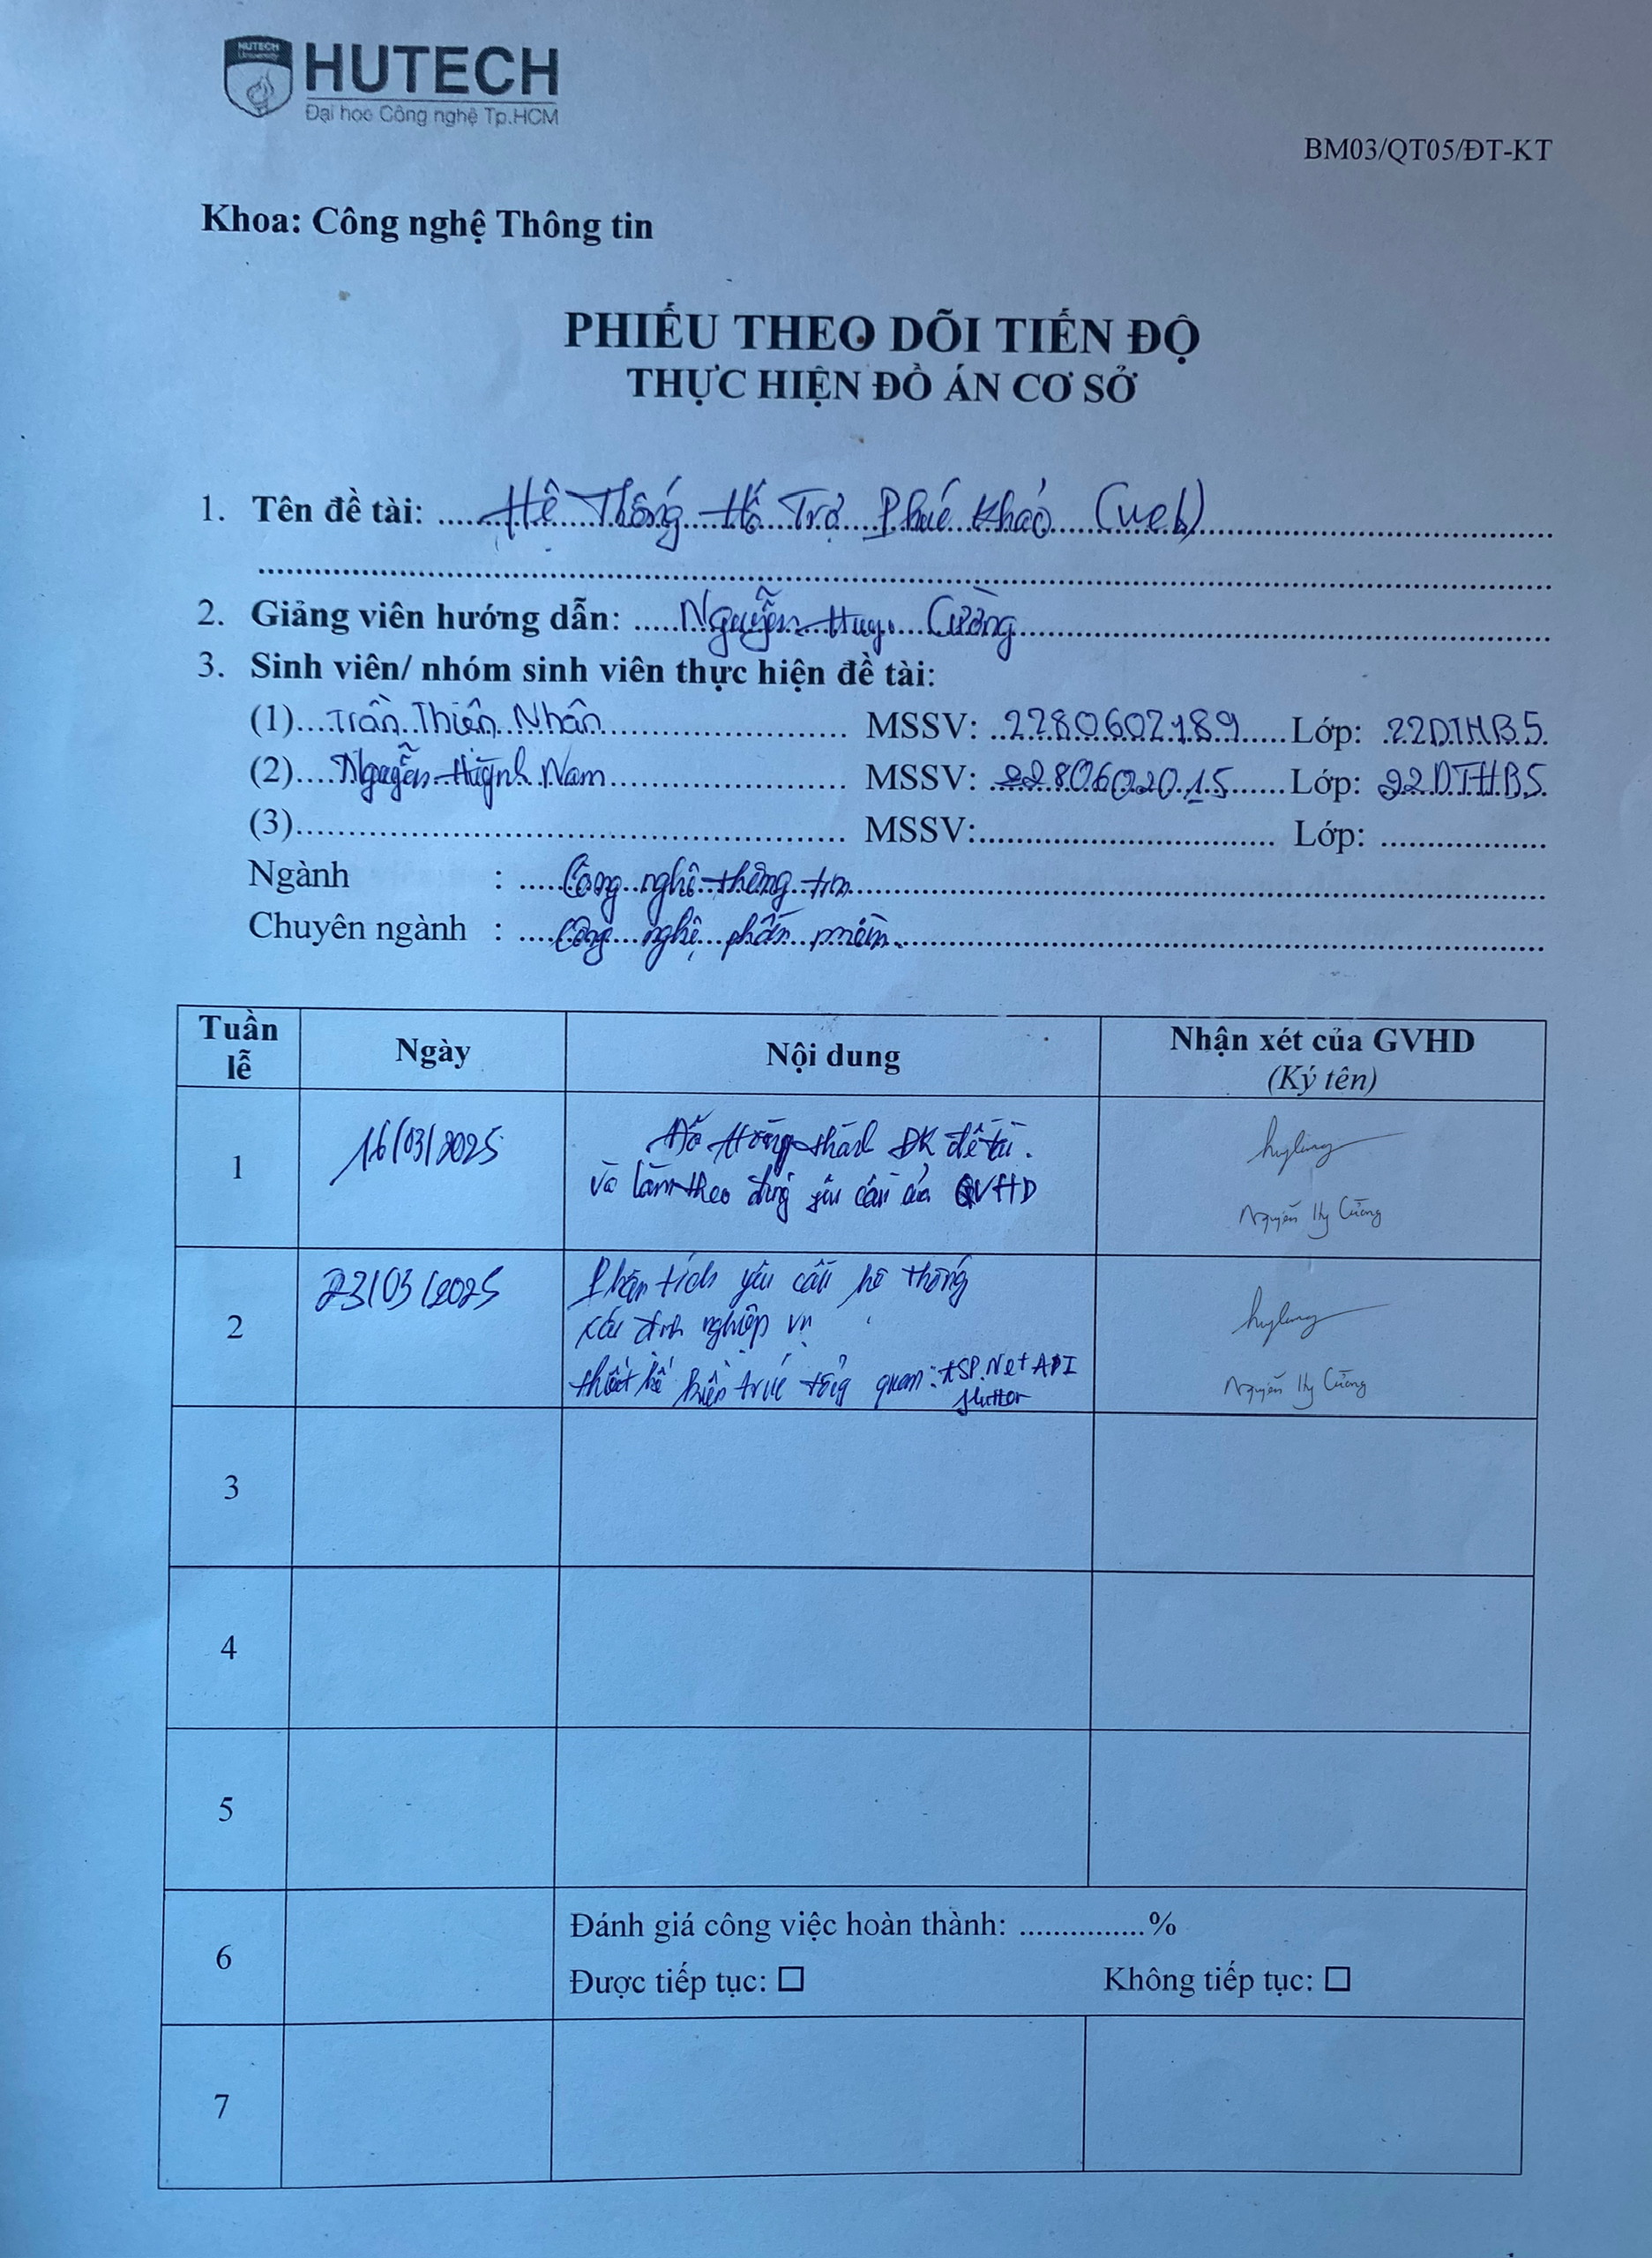 HUTECH
University
HUTECH
Đại học Công nghệ Tp.HCM
BM03/QT05/ĐT-KT
Khoa: Công nghệ Thông tin
PHIẾU THEO DÕI TIẾN ĐỘ
THỰC HIỆN ĐỒ ÁN CƠ SỞ
1. Tên đề tài: Hệ Thống Hỗ Trợ Phúc Khảo (web)
2. Giảng viên hướng dẫn: Nguyễn Huy Cường
3. Sinh viên/ nhóm sinh viên thực hiện đề tài:
(1) Trần Thiện Nhân MSSV: 2280602189 Lớp: 22DTHB5
(2) Nguyễn Huỳnh Nam MSSV: 2280602015 Lớp: 22DTHB5
(3) MSSV: Lớp:
Ngành : Công nghệ thông tin
Chuyên ngành : Công nghệ phần mềm
Tuần lễ Ngày Nội dung Nhận xét của GVHD
(Ký tên)
1 16/03/2025 ĐK đề tài.
và làm theo đúng yêu cầu của GVHD
Nguyễn Huy Cường
2 23/03/2025 Phân tích yêu cầu hệ thống
xác định nghiệp vụ
thiết kế kiến trúc tổng quan: ASP.Net API
flutter
Nguyễn Huy Cường
3
4
5
6 Đánh giá công việc hoàn thành: ...............%
Được tiếp tục: ☐ Không tiếp tục: ☐
7